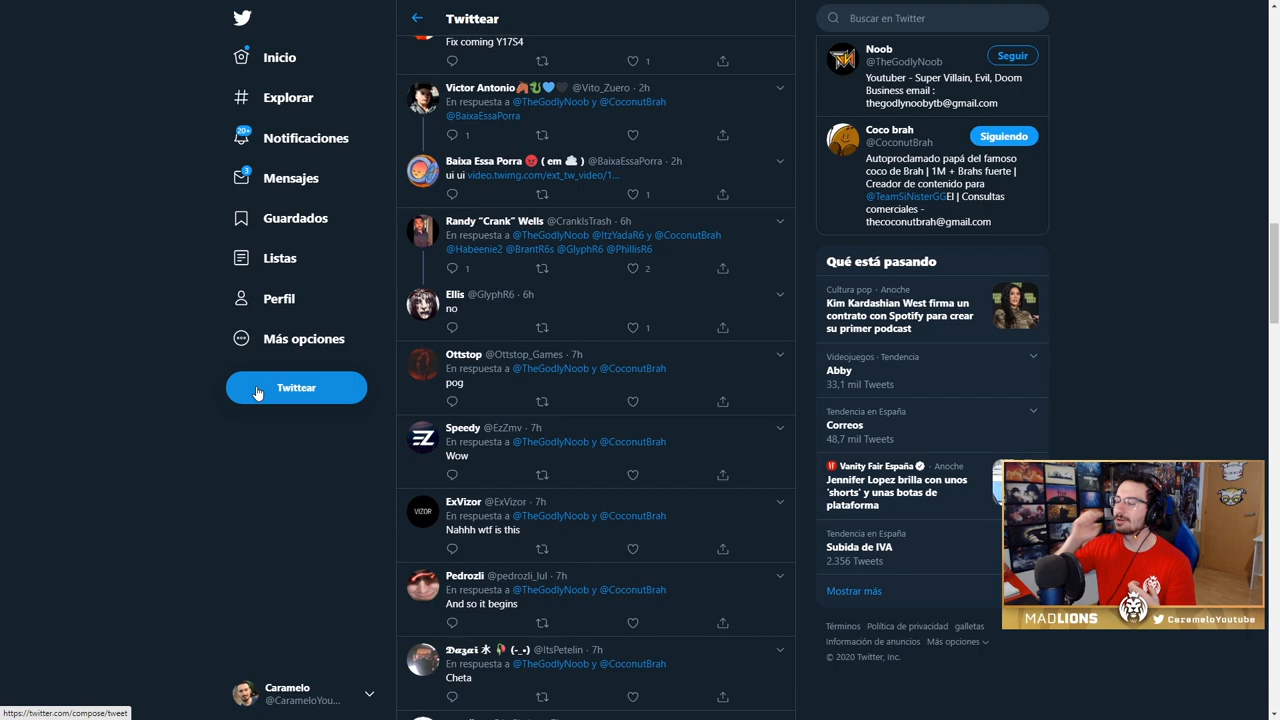 Inicio
Explorar
20+
Notificaciones
3
Mensajes
Guardados
Listas
Perfil
Más opciones
Twittear
Caramelo
@CarameloYou...
https://twitter.com/compose/tweet
Twittear
Fix coming Y17S4
1
Victor Antonio🐴🐉💙🖤 @Vito_Zuero · 2h
En respuesta a @TheGodlyNoob y @CoconutBrah
@BaixaEssaPorra
1
Baixa Essa Porra 😡 ( em ☁️ ) @BaixaEssaPorra · 2h
ui ui video.twimg.com/ext_tw_video/1...
1
Randy “Crank” Wells @CrankIsTrash · 6h
En respuesta a @TheGodlyNoob @ItzYadaR6 y @CoconutBrah
@Habeenie2 @BrantR6s @GlyphR6 @PhillisR6
1 2
Ellis @GlyphR6 · 6h
no
1
Ottstop @Ottstop_Games · 7h
En respuesta a @TheGodlyNoob y @CoconutBrah
pog
Speedy @EzZmv · 7h
En respuesta a @TheGodlyNoob y @CoconutBrah
Wow
VIZOR
ExVizor @ExVizor · 7h
En respuesta a @TheGodlyNoob y @CoconutBrah
Nahhh wtf is this
Pedrozli @pedrozli_lul · 7h
En respuesta a @TheGodlyNoob y @CoconutBrah
And so it begins
𝕯𝖆𝖟𝖆𝖎 水 🥀 (-_•) @ItsPetelin · 7h
En respuesta a @TheGodlyNoob y @CoconutBrah
Cheta
Buscar en Twitter
Noob
@TheGodlyNoob
Seguir
Youtuber - Super Villain, Evil, Doom
Business email :
thegodlynoobytb@gmail.com
Coco brah
@CoconutBrah
Siguiendo
Autoproclamado papá del famoso
coco de Brah | 1M + Brahs fuerte |
Creador de contenido para
@TeamSiNisterGGEl | Consultas
comerciales -
thecoconutbrah@gmail.com
Qué está pasando
Cultura pop · Anoche
Kim Kardashian West firma un
contrato con Spotify para crear
su primer podcast
Videojuegos · Tendencia
Abby
33,1 mil Tweets
Tendencia en España
Correos
48,7 mil Tweets
Vanity Fair España · Anoche
Jennifer Lopez brilla con unos
'shorts' y unas botas de
plataforma
Tendencia en España
Subida de IVA
2.356 Tweets
Mostrar más
Términos Política de privacidad galletas
Información de anuncios Más opciones
© 2020 Twitter, Inc.
MADLIONS
CarameloYoutube